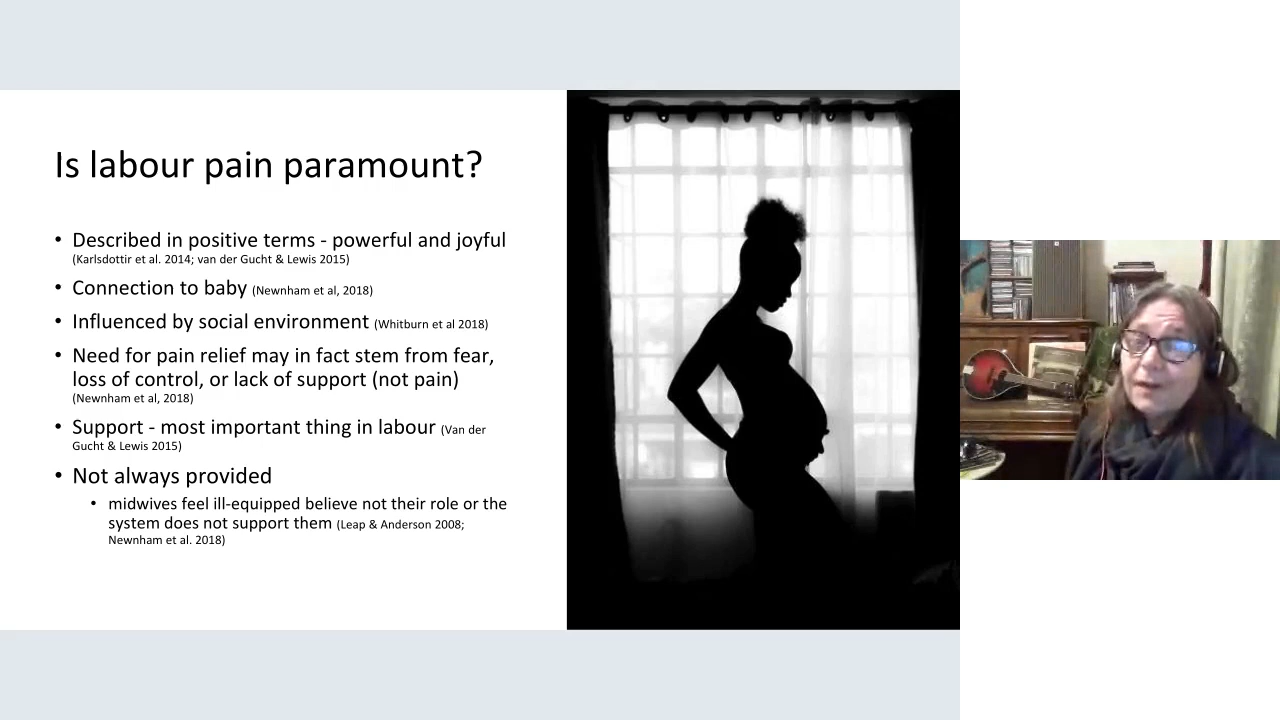 Is labour pain paramount?
• Described in positive terms - powerful and joyful
(Karlsdottir et al. 2014; van der Gucht & Lewis 2015)
• Connection to baby (Newnham et al, 2018)
• Influenced by social environment (Whitburn et al 2018)
• Need for pain relief may in fact stem from fear,
loss of control, or lack of support (not pain)
(Newnham et al, 2018)
• Support - most important thing in labour (Van der
Gucht & Lewis 2015)
• Not always provided
• midwives feel ill-equipped believe not their role or the
system does not support them (Leap & Anderson 2008;
Newnham et al. 2018)